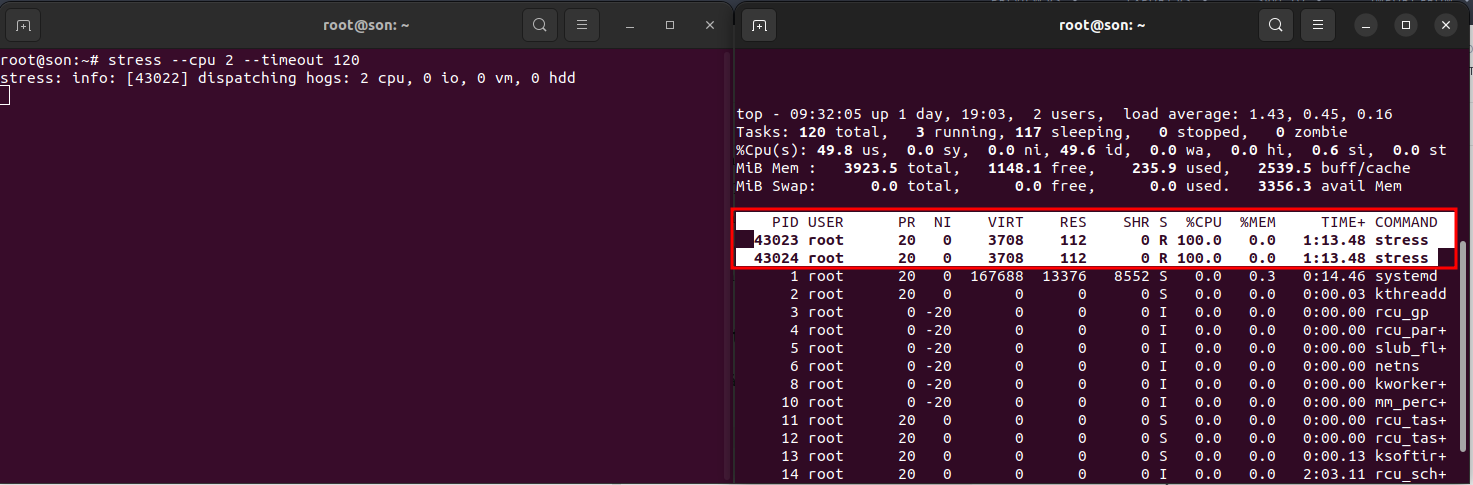 root@son: ~
root@son:~# stress --cpu 2 --timeout 120
stress: info: [43022] dispatching hogs: 2 cpu, 0 io, 0 vm, 0 hdd
root@son: ~
top - 09:32:05 up 1 day, 19:03,  2 users,  load average: 1.43, 0.45, 0.16
Tasks: 120 total,   3 running, 117 sleeping,   0 stopped,   0 zombie
%Cpu(s): 49.8 us,  0.0 sy,  0.0 ni, 49.6 id,  0.0 wa,  0.0 hi,  0.6 si,  0.0 st
MiB Mem :   3923.5 total,   1148.1 free,    235.9 used,   2539.5 buff/cache
MiB Swap:      0.0 total,      0.0 free,      0.0 used.   3356.3 avail Mem
PID USER      PR  NI    VIRT    RES    SHR S  %CPU  %MEM     TIME+ COMMAND
43023 root      20   0    3708    112      0 R 100.0   0.0   1:13.48 stress
43024 root      20   0    3708    112      0 R 100.0   0.0   1:13.48 stress
1 root      20   0  167688  13376   8552 S   0.0   0.3   0:14.46 systemd
2 root      20   0       0      0      0 S   0.0   0.0   0:00.03 kthreadd
3 root       0 -20       0      0      0 I   0.0   0.0   0:00.00 rcu_gp
4 root       0 -20       0      0      0 I   0.0   0.0   0:00.00 rcu_par+
5 root       0 -20       0      0      0 I   0.0   0.0   0:00.00 slub_fl+
6 root       0 -20       0      0      0 I   0.0   0.0   0:00.00 netns
8 root       0 -20       0      0      0 I   0.0   0.0   0:00.00 kworker+
10 root       0 -20       0      0      0 I   0.0   0.0   0:00.00 mm_perc+
11 root      20   0       0      0      0 S   0.0   0.0   0:00.00 rcu_tas+
12 root      20   0       0      0      0 S   0.0   0.0   0:00.00 rcu_tas+
13 root      20   0       0      0      0 S   0.0   0.0   0:00.13 ksoftir+
14 root      20   0       0      0      0 I   0.0   0.0   2:03.11 rcu_sch+